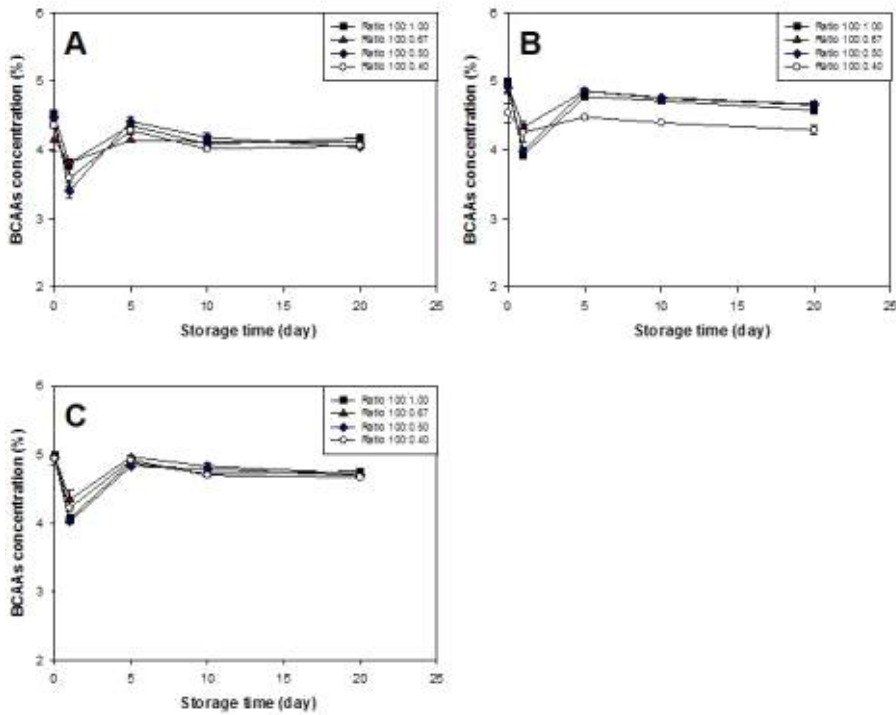 A
Ratio 100:1.00
Ratio 100:0.67
Ratio 100:0.50
Ratio 100:0.40
BCAAs concentration (%)
6
5
4
3
2
0
5
10
15
20
25
Storage time (day)
B
Ratio 100:1.00
Ratio 100:0.67
Ratio 100:0.50
Ratio 100:0.40
BCAAs concentration (%)
6
5
4
3
2
0
5
10
15
20
25
Storage time (day)
C
Ratio 100:1.00
Ratio 100:0.67
Ratio 100:0.50
Ratio 100:0.40
BCAAs concentration (%)
6
5
4
3
2
0
5
10
15
20
25
Storage time (day)